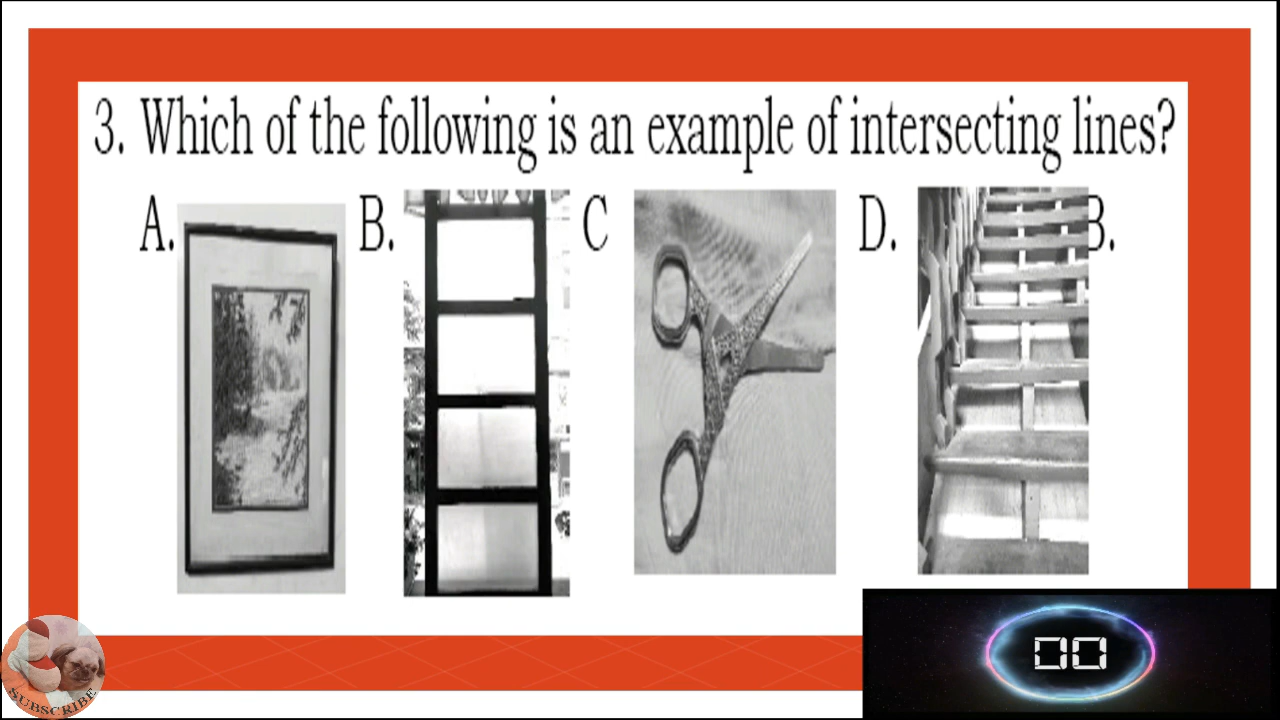 3. Which of the following is an example of intersecting lines?
A. B. C D. B.
SUBSCRIBE
00